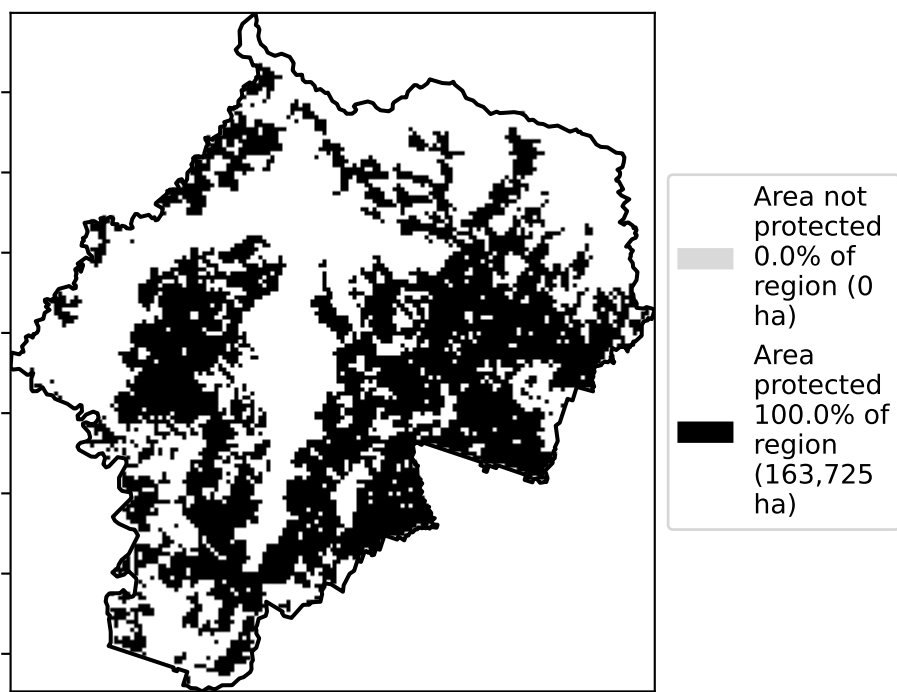 Area not
protected
0.0% of
region (0
ha)
Area
protected
100.0% of
region
(163,725
ha)